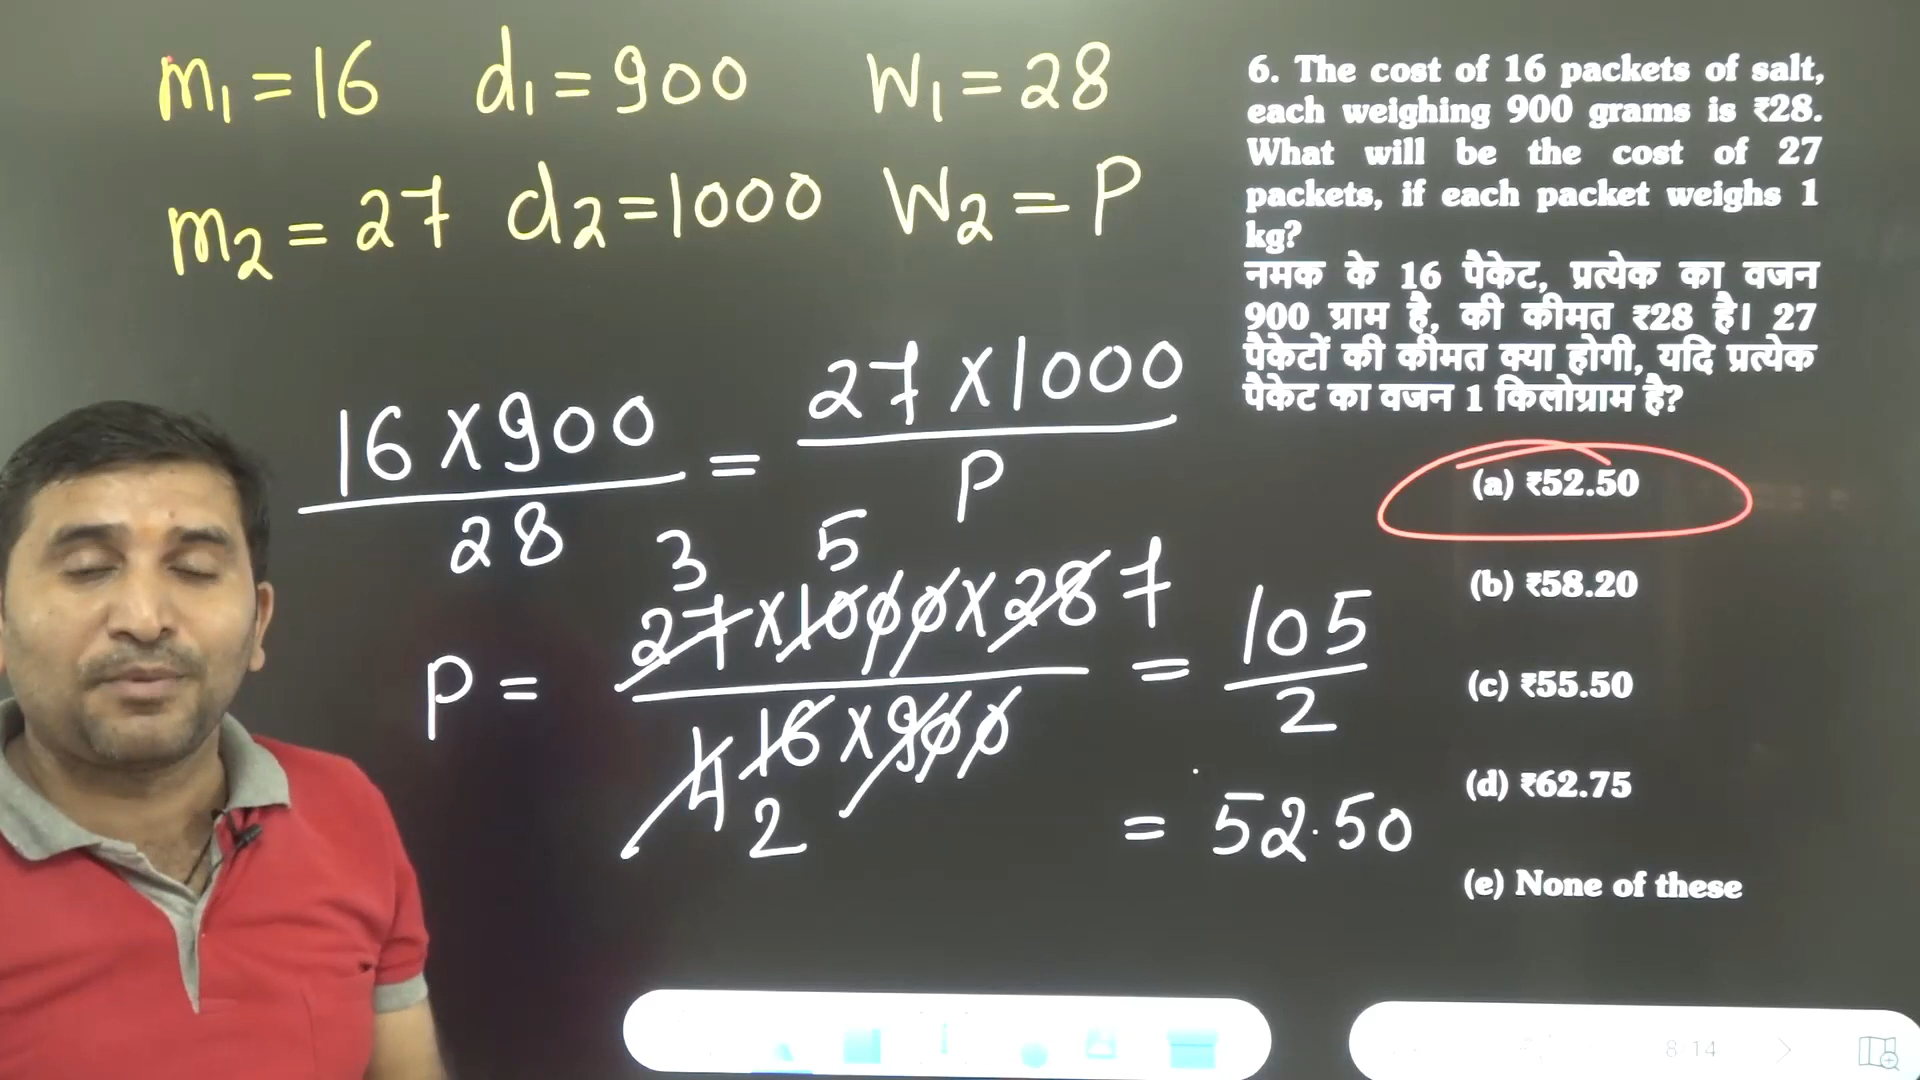 m1 = 16 d1 = 900 W1 = 28
m2 = 27 d2 = 1000 W2 = P
16 x 900 / 28 = 27 x 1000 / P
3 5
P = 27 x 1000 x 28 7 / 4 16 x 900 = 105 / 2
2
= 52.50
6. The cost of 16 packets of salt,
each weighing 900 grams is ₹28.
What will be the cost of 27
packets, if each packet weighs 1
kg?
नमक के 16 पैकेट, प्रत्येक का वजन
900 ग्राम है, की कीमत ₹28 है। 27
पैकेटों की कीमत क्या होगी, यदि प्रत्येक
पैकेट का वजन 1 किलोग्राम है?
(a) ₹52.50
(b) ₹58.20
(c) ₹55.50
(d) ₹62.75
(e) None of these
8:14